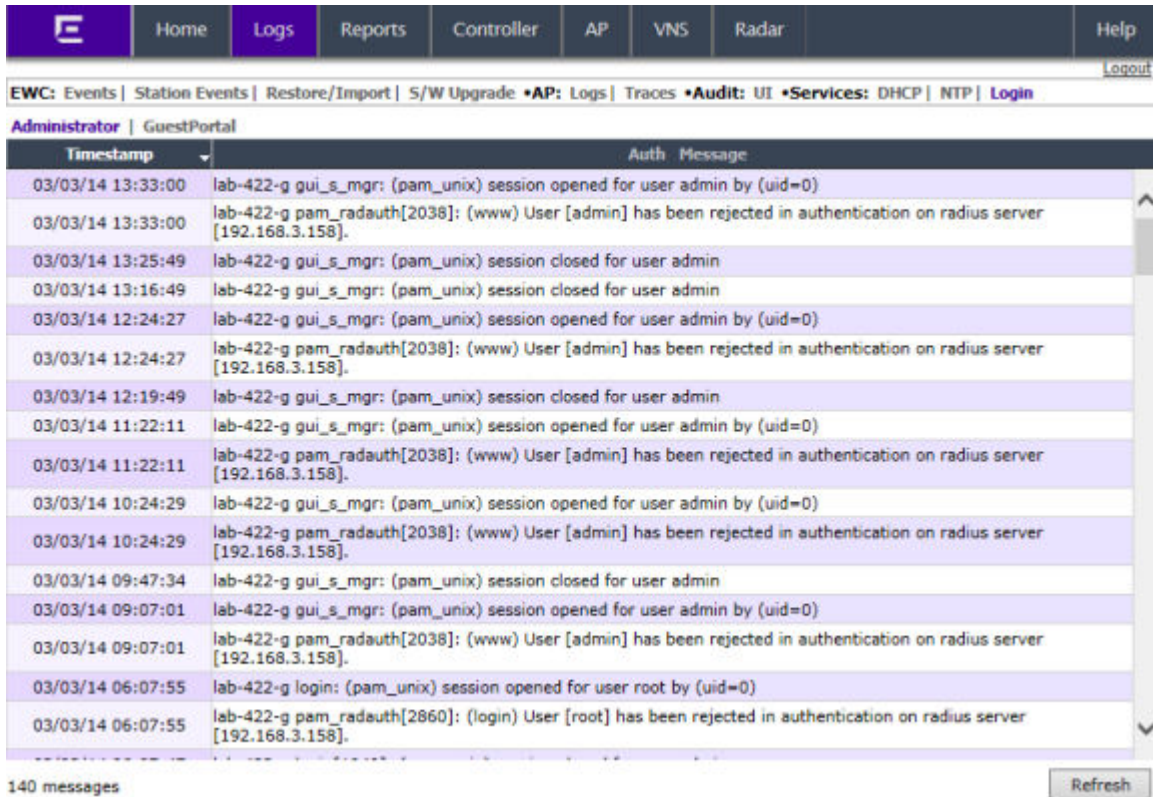 Home Logs Reports Controller AP VNS Radar Help
Logout
EWC: Events | Station Events | Restore/Import | S/W Upgrade •AP: Logs | Traces •Audit: UI •Services: DHCP | NTP | Login
Administrator | GuestPortal
Timestamp Auth Message
03/03/14 13:33:00 lab-422-g gui_s_mgr: (pam_unix) session opened for user admin by (uid=0)
03/03/14 13:33:00 lab-422-g pam_radauth[2038]: (www) User [admin] has been rejected in authentication on radius server
[192.168.3.158].
03/03/14 13:25:49 lab-422-g gui_s_mgr: (pam_unix) session closed for user admin
03/03/14 13:16:49 lab-422-g gui_s_mgr: (pam_unix) session closed for user admin
03/03/14 12:24:27 lab-422-g gui_s_mgr: (pam_unix) session opened for user admin by (uid=0)
03/03/14 12:24:27 lab-422-g pam_radauth[2038]: (www) User [admin] has been rejected in authentication on radius server
[192.168.3.158].
03/03/14 12:19:49 lab-422-g gui_s_mgr: (pam_unix) session closed for user admin
03/03/14 11:22:11 lab-422-g gui_s_mgr: (pam_unix) session opened for user admin by (uid=0)
03/03/14 11:22:11 lab-422-g pam_radauth[2038]: (www) User [admin] has been rejected in authentication on radius server
[192.168.3.158].
03/03/14 10:24:29 lab-422-g gui_s_mgr: (pam_unix) session opened for user admin by (uid=0)
03/03/14 10:24:29 lab-422-g pam_radauth[2038]: (www) User [admin] has been rejected in authentication on radius server
[192.168.3.158].
03/03/14 09:47:34 lab-422-g gui_s_mgr: (pam_unix) session closed for user admin
03/03/14 09:07:01 lab-422-g gui_s_mgr: (pam_unix) session opened for user admin by (uid=0)
03/03/14 09:07:01 lab-422-g pam_radauth[2038]: (www) User [admin] has been rejected in authentication on radius server
[192.168.3.158].
03/03/14 06:07:55 lab-422-g login: (pam_unix) session opened for user root by (uid=0)
03/03/14 06:07:55 lab-422-g pam_radauth[2860]: (login) User [root] has been rejected in authentication on radius server
[192.168.3.158].
140 messages Refresh